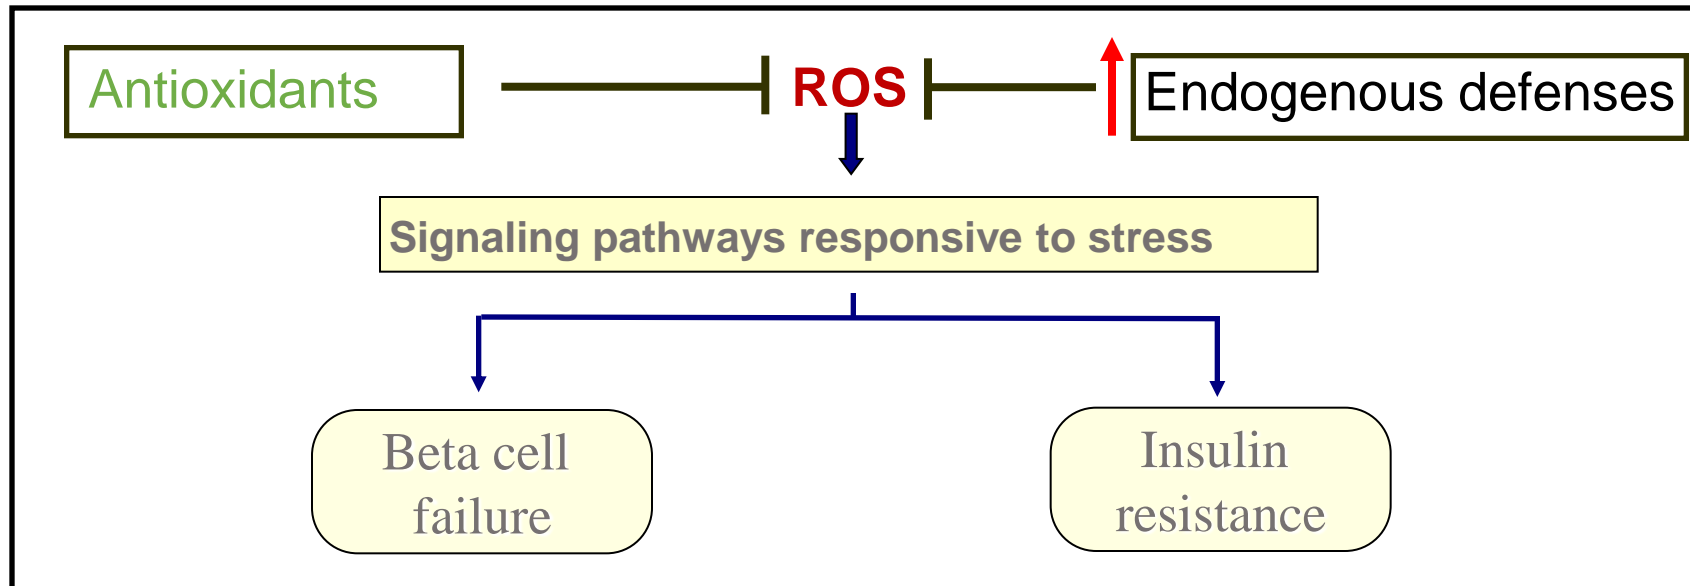 Antioxidants
ROS
Endogenous defenses
Signaling pathways responsive to stress
Beta cell
failure
Insulin
resistance